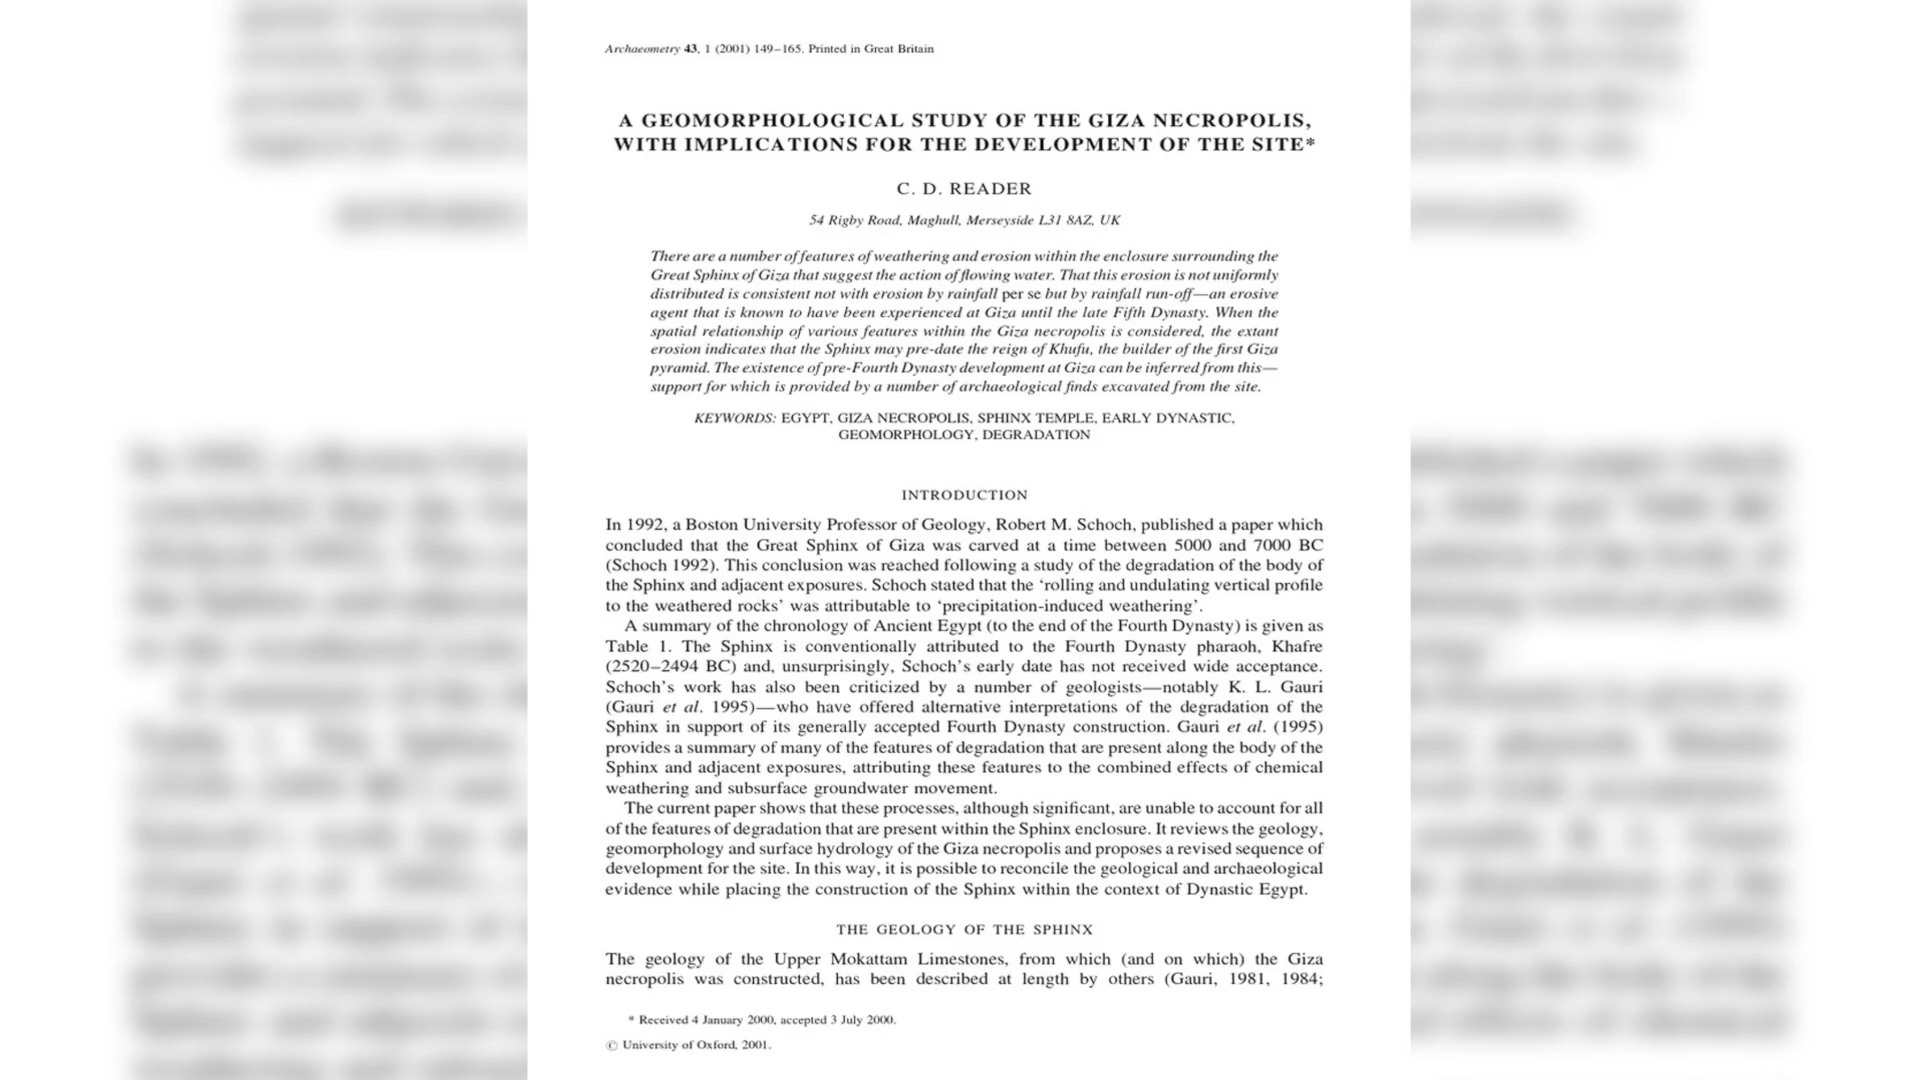 Archaeometry 43, 1 (2001) 149–165. Printed in Great Britain
A GEOMORPHOLOGICAL STUDY OF THE GIZA NECROPOLIS,
WITH IMPLICATIONS FOR THE DEVELOPMENT OF THE SITE*
C. D. READER
54 Rigby Road, Maghull, Merseyside L31 8AZ, UK
There are a number of features of weathering and erosion within the enclosure surrounding the
Great Sphinx of Giza that suggest the action of flowing water. That this erosion is not uniformly
distributed is consistent not with erosion by rainfall per se but by rainfall run-off—an erosive
agent that is known to have been experienced at Giza until the late Fifth Dynasty. When the
spatial relationship of various features within the Giza necropolis is considered, the extant
erosion indicates that the Sphinx may pre-date the reign of Khufu, the builder of the first Giza
pyramid. The existence of pre-Fourth Dynasty development at Giza can be inferred from this—
support for which is provided by a number of archaeological finds excavated from the site.
KEYWORDS: EGYPT, GIZA NECROPOLIS, SPHINX TEMPLE, EARLY DYNASTIC,
GEOMORPHOLOGY, DEGRADATION
INTRODUCTION
In 1992, a Boston University Professor of Geology, Robert M. Schoch, published a paper which
concluded that the Great Sphinx of Giza was carved at a time between 5000 and 7000 BC
(Schoch 1992). This conclusion was reached following a study of the degradation of the body of
the Sphinx and adjacent exposures. Schoch stated that the ‘rolling and undulating vertical profile
to the weathered rocks’ was attributable to ‘precipitation-induced weathering’.
A summary of the chronology of Ancient Egypt (to the end of the Fourth Dynasty) is given as
Table 1. The Sphinx is conventionally attributed to the Fourth Dynasty pharaoh, Khafre
(2520–2494 BC) and, unsurprisingly, Schoch’s early date has not received wide acceptance.
Schoch’s work has also been criticized by a number of geologists—notably K. L. Gauri
(Gauri et al. 1995)—who have offered alternative interpretations of the degradation of the
Sphinx in support of its generally accepted Fourth Dynasty construction. Gauri et al. (1995)
provides a summary of many of the features of degradation that are present along the body of the
Sphinx and adjacent exposures, attributing these features to the combined effects of chemical
weathering and subsurface groundwater movement.
The current paper shows that these processes, although significant, are unable to account for all
of the features of degradation that are present within the Sphinx enclosure. It reviews the geology,
geomorphology and surface hydrology of the Giza necropolis and proposes a revised sequence of
development for the site. In this way, it is possible to reconcile the geological and archaeological
evidence while placing the construction of the Sphinx within the context of Dynastic Egypt.
THE GEOLOGY OF THE SPHINX
The geology of the Upper Mokattam Limestones, from which (and on which) the Giza
necropolis was constructed, has been described at length by others (Gauri, 1981, 1984;
* Received 4 January 2000, accepted 3 July 2000.
© University of Oxford, 2001.